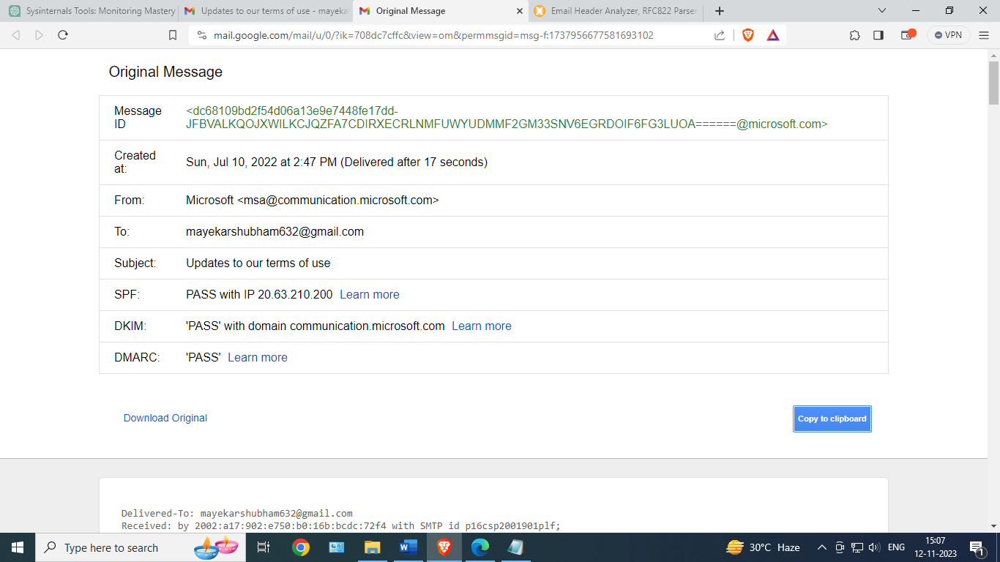 Sysinternals Tools: Monitoring Mastery
Updates to our terms of use - mayeka
Original Message
Email Header Analyzer, RFC822 Parser
mail.google.com/mail/u/0/?ik=708dc7cffc&view=om&permmsgid=msg-f:1737956677581693102
VPN
Original Message
Message ID
<dc68109bd2f54d06a13e9e7448fe17dd-
JFBVALKQOJXWILKCJQZFA7CDIRXECRLNMFUWYUDMMF2GM33SNV6EGRDOIF6FG3LUOA======@microsoft.com>
Created at:
Sun, Jul 10, 2022 at 2:47 PM (Delivered after 17 seconds)
From:
Microsoft <msa@communication.microsoft.com>
To:
mayekarshubham632@gmail.com
Subject:
Updates to our terms of use
SPF:
PASS with IP 20.63.210.200 Learn more
DKIM:
'PASS' with domain communication.microsoft.com Learn more
DMARC:
'PASS' Learn more
Download Original
Copy to clipboard
Delivered-To: mayekarshubham632@gmail.com
Received: by 2002:a17:902:e750:b0:16b:bcdc:72f4 with SMTP id p16csp2001901plf;
Type here to search
30°C Haze
ENG
15:07
12-11-2023
1